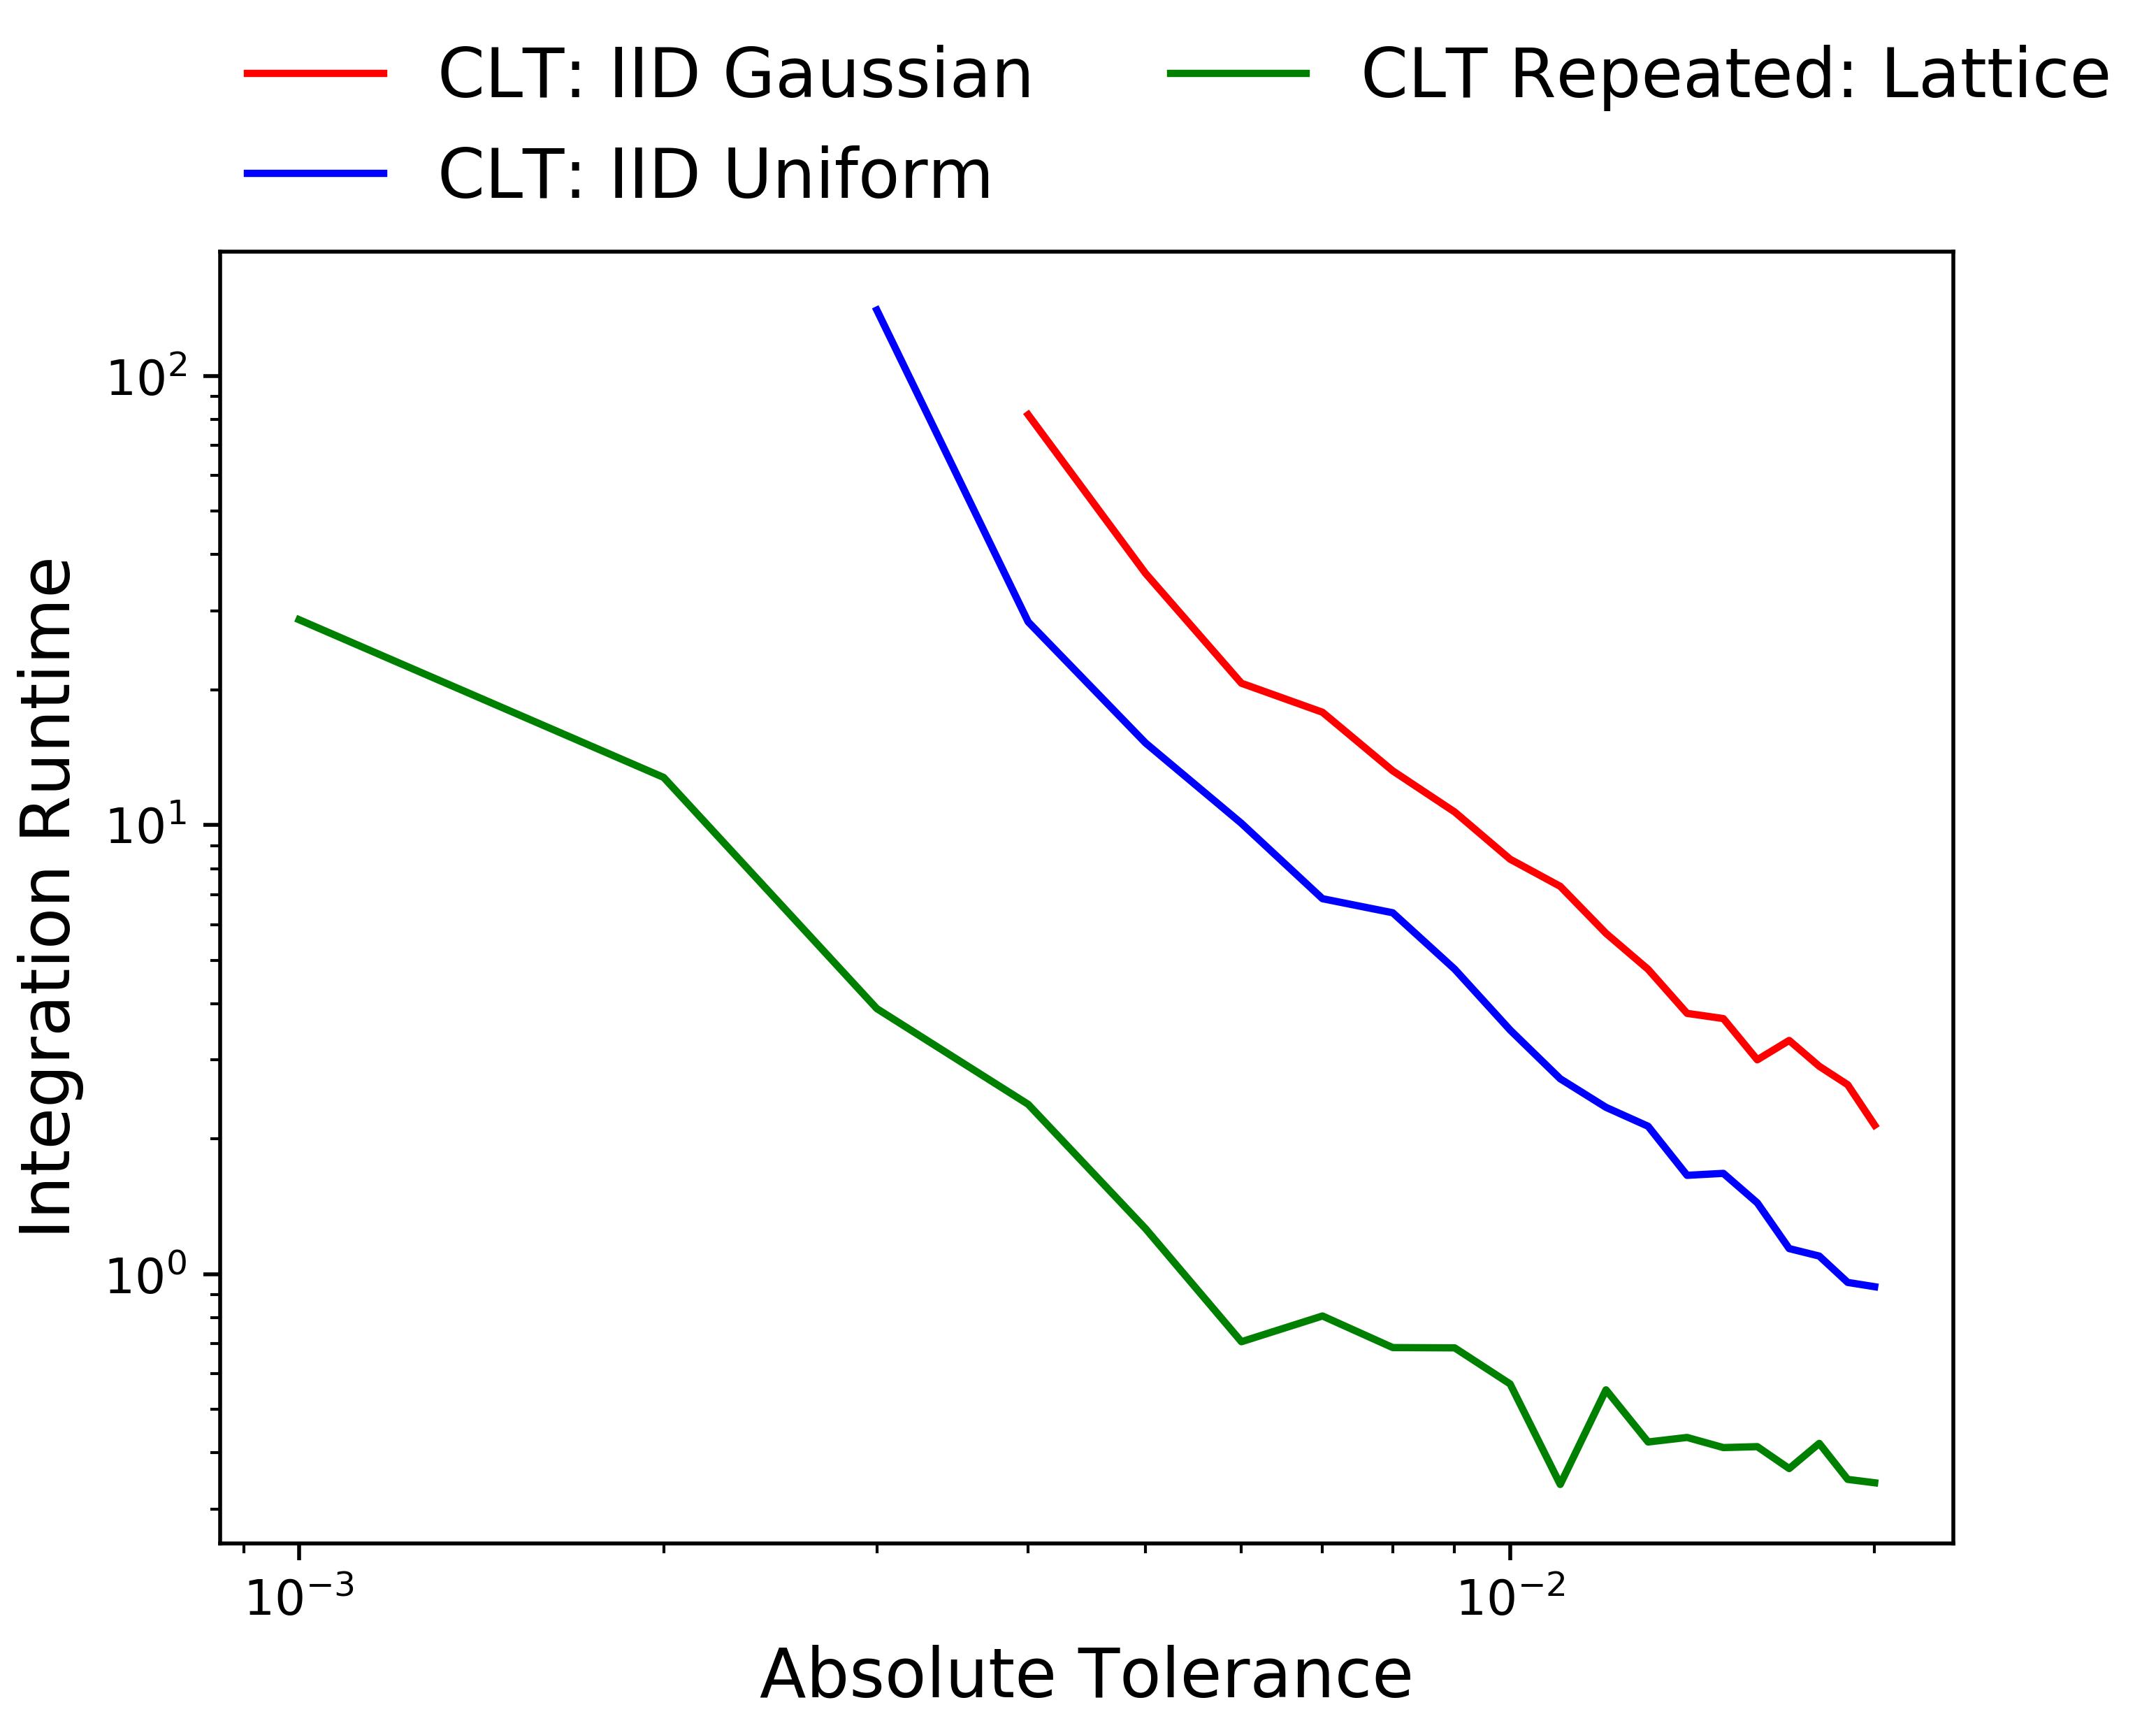 CLT: IID Gaussian
CLT: IID Uniform
CLT Repeated: Lattice
10²
10¹
10⁰
Integration Runtime
10⁻³
10⁻²
Absolute Tolerance